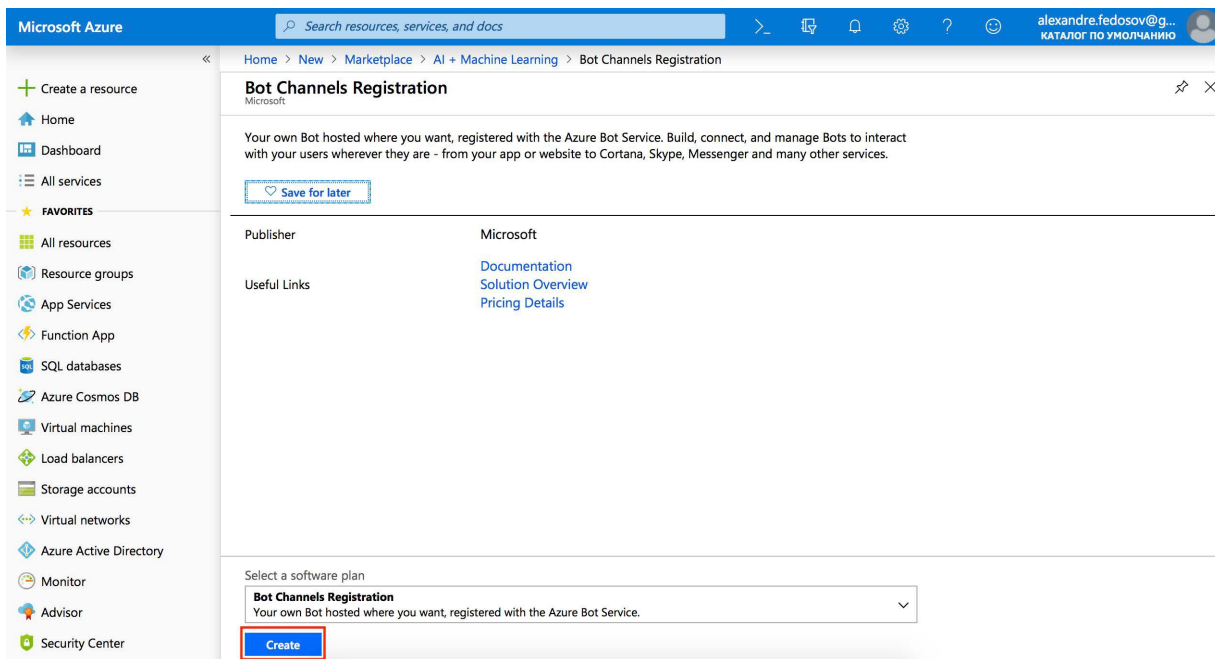 Microsoft Azure
Search resources, services, and docs
alexandre.fedosov@g...
КАТАЛОГ ПО УМОЛЧАНИЮ
«
Home > New > Marketplace > AI + Machine Learning > Bot Channels Registration
Create a resource
Home
Dashboard
All services
FAVORITES
All resources
Resource groups
App Services
Function App
SQL databases
Azure Cosmos DB
Virtual machines
Load balancers
Storage accounts
Virtual networks
Azure Active Directory
Monitor
Advisor
Security Center
Bot Channels Registration
Microsoft
Your own Bot hosted where you want, registered with the Azure Bot Service. Build, connect, and manage Bots to interact
with your users wherever they are - from your app or website to Cortana, Skype, Messenger and many other services.
Save for later
Publisher
Microsoft
Useful Links
Documentation
Solution Overview
Pricing Details
Select a software plan
Bot Channels Registration
Your own Bot hosted where you want, registered with the Azure Bot Service.
Create